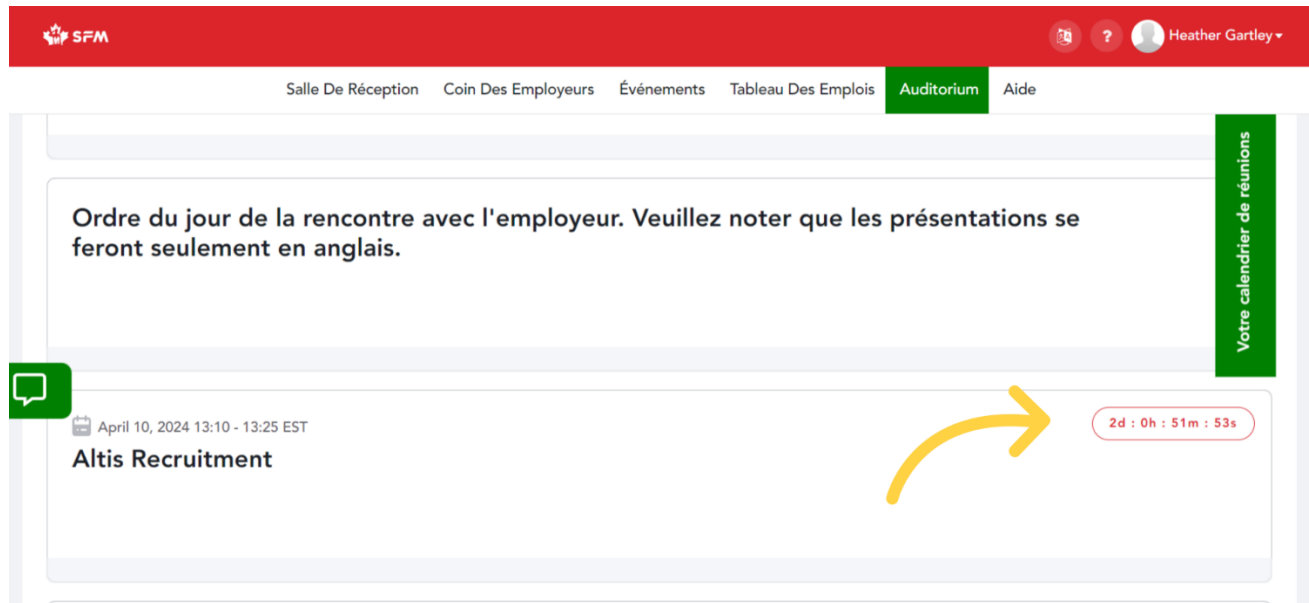 SFM
? Heather Gartley
Salle De Réception Coin Des Employeurs Événements Tableau Des Emplois Auditorium Aide
Votre calendrier de réunions
Ordre du jour de la rencontre avec l'employeur. Veuillez noter que les présentations se
feront seulement en anglais.
April 10, 2024 13:10 - 13:25 EST
2d : 0h : 51m : 53s
Altis Recruitment